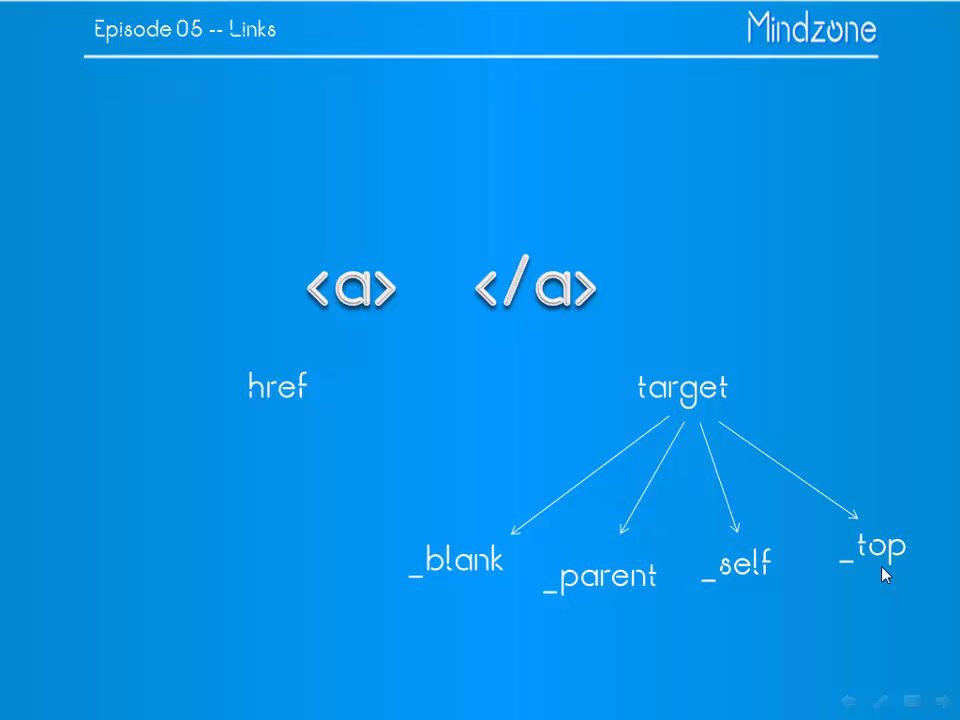 Episode 05 -- Links
Mindzone
<a> </a>
href
target
_blank
_parent
_self
_top